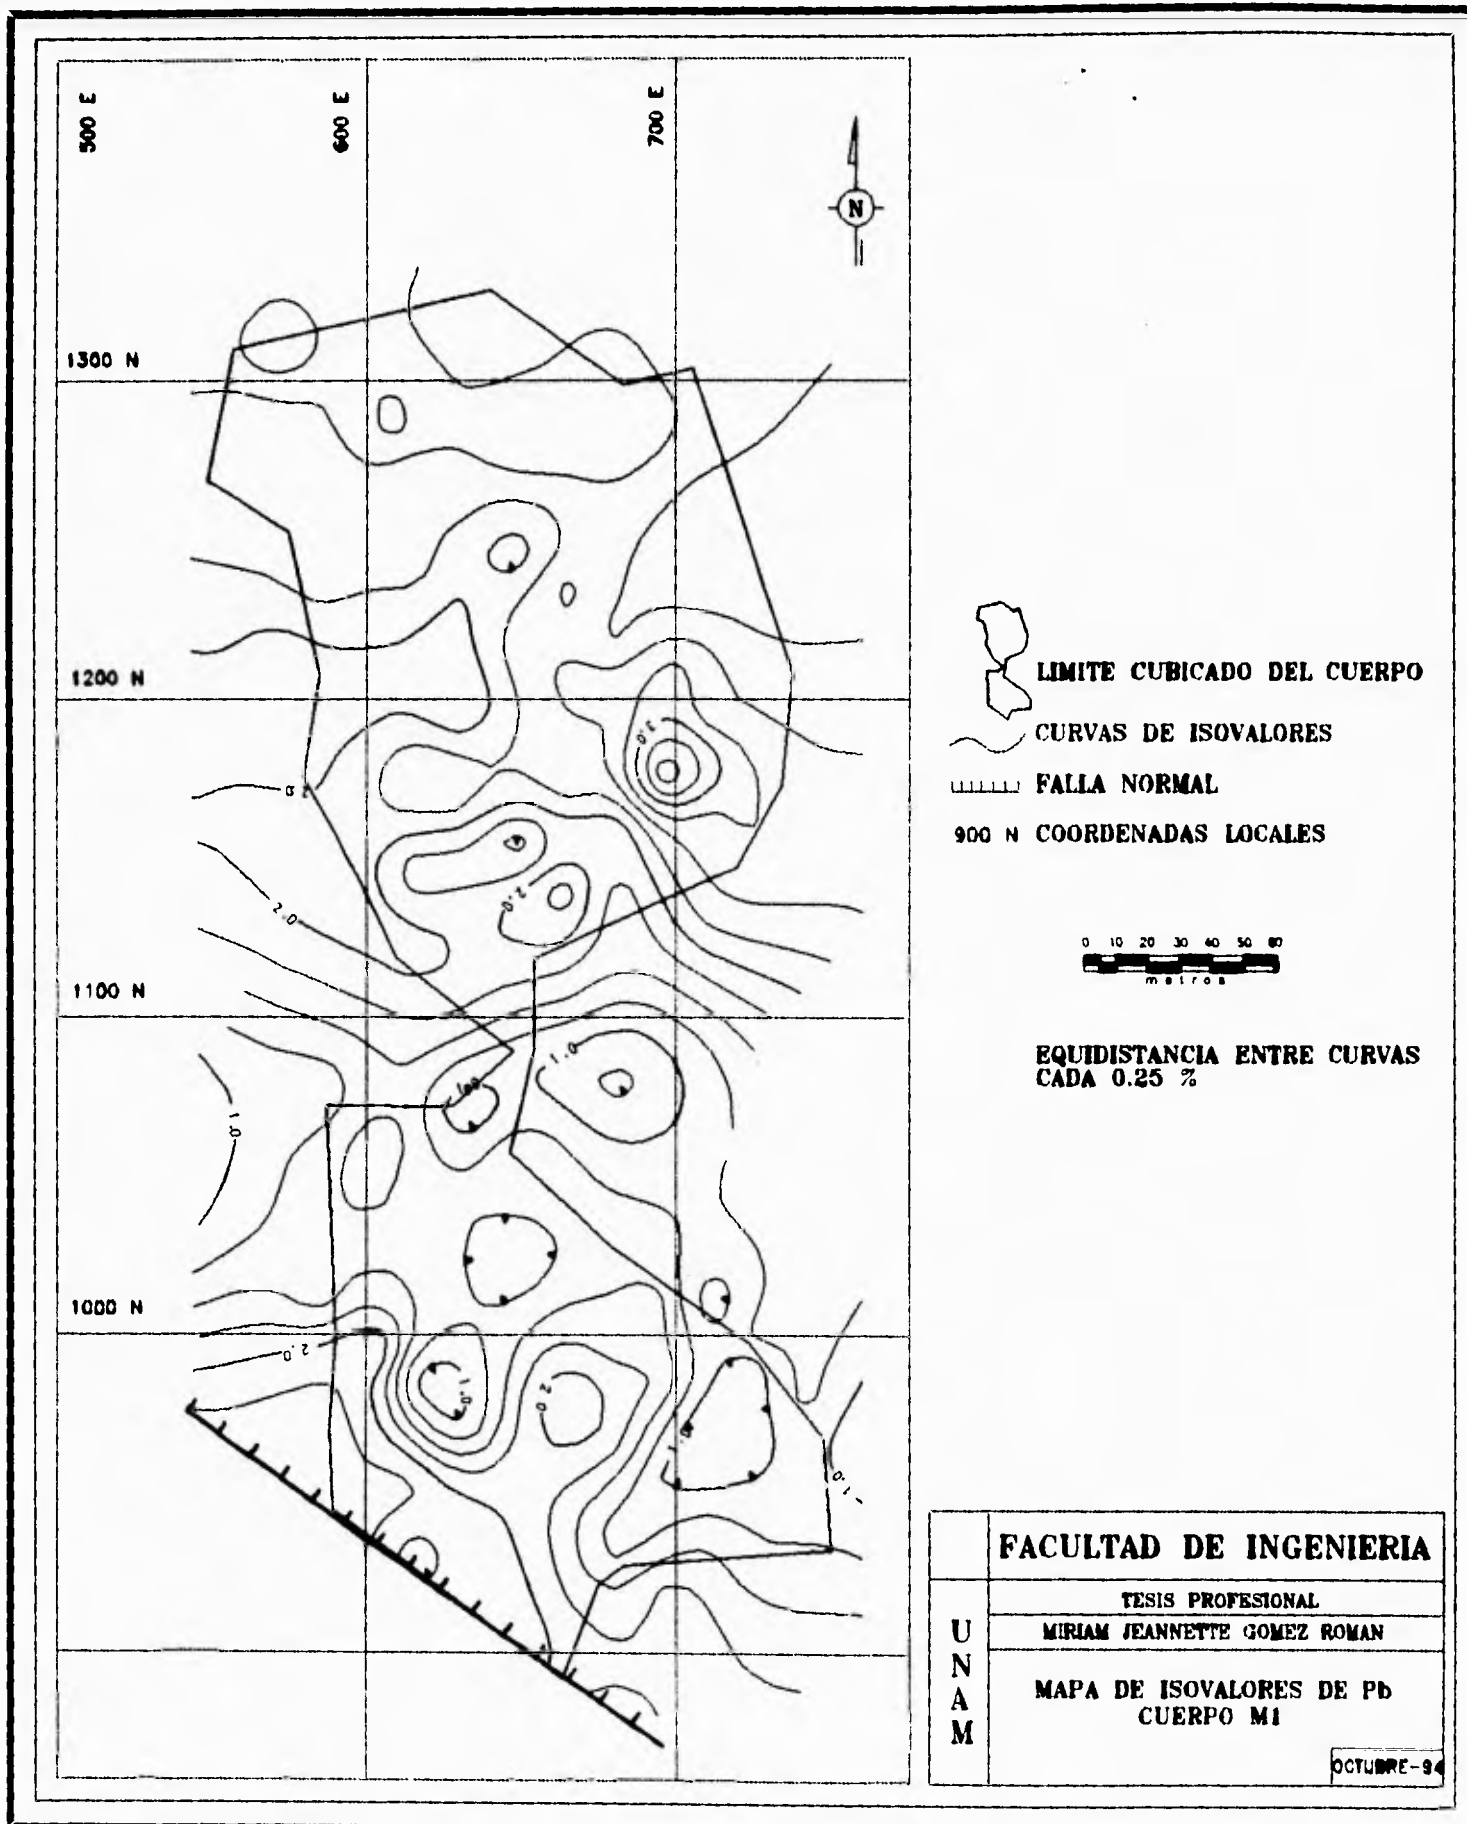 500 E
600 E
700 E
N
1300 N
1200 N
1100 N
1000 N
3.0
2.0
2.0
1.0
1.0
2.0
1.0
2.0
1.0
LIMITE CUBICADO DEL CUERPO
CURVAS DE ISOVALORES
FALLA NORMAL
900 N COORDENADAS LOCALES
0 10 20 30 40 50 60
metros
EQUIDISTANCIA ENTRE CURVAS
CADA 0.25 %
FACULTAD DE INGENIERIA
TESIS PROFESIONAL
MIRIAM JEANNETTE GOMEZ ROMAN
UNAM
MAPA DE ISOVALORES DE Pb
CUERPO M1
OCTUBRE-94